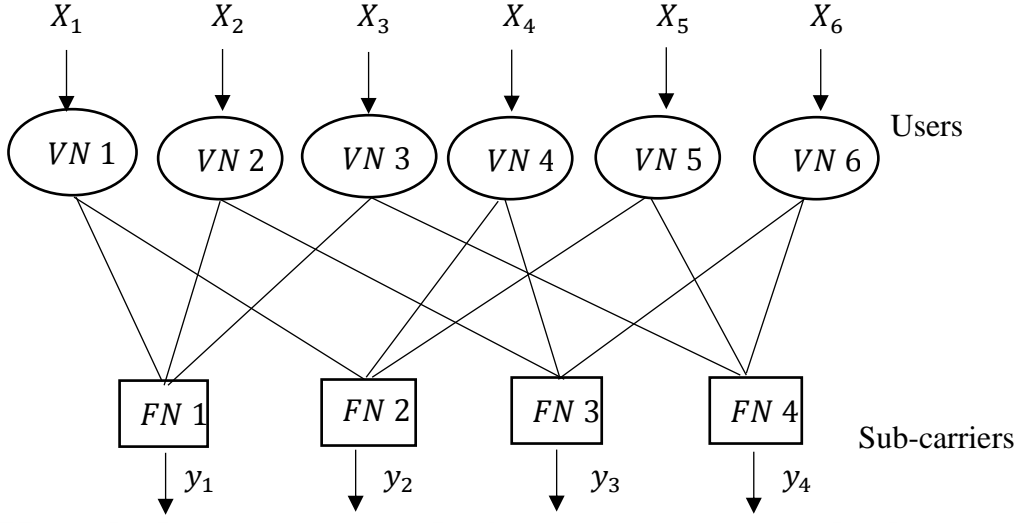 X₁ X₂ X₃ X₄ X₅ X₆
VN 1 VN 2 VN 3 VN 4 VN 5 VN 6
Users
FN 1 FN 2 FN 3 FN 4
Sub-carriers
y₁ y₂ y₃ y₄